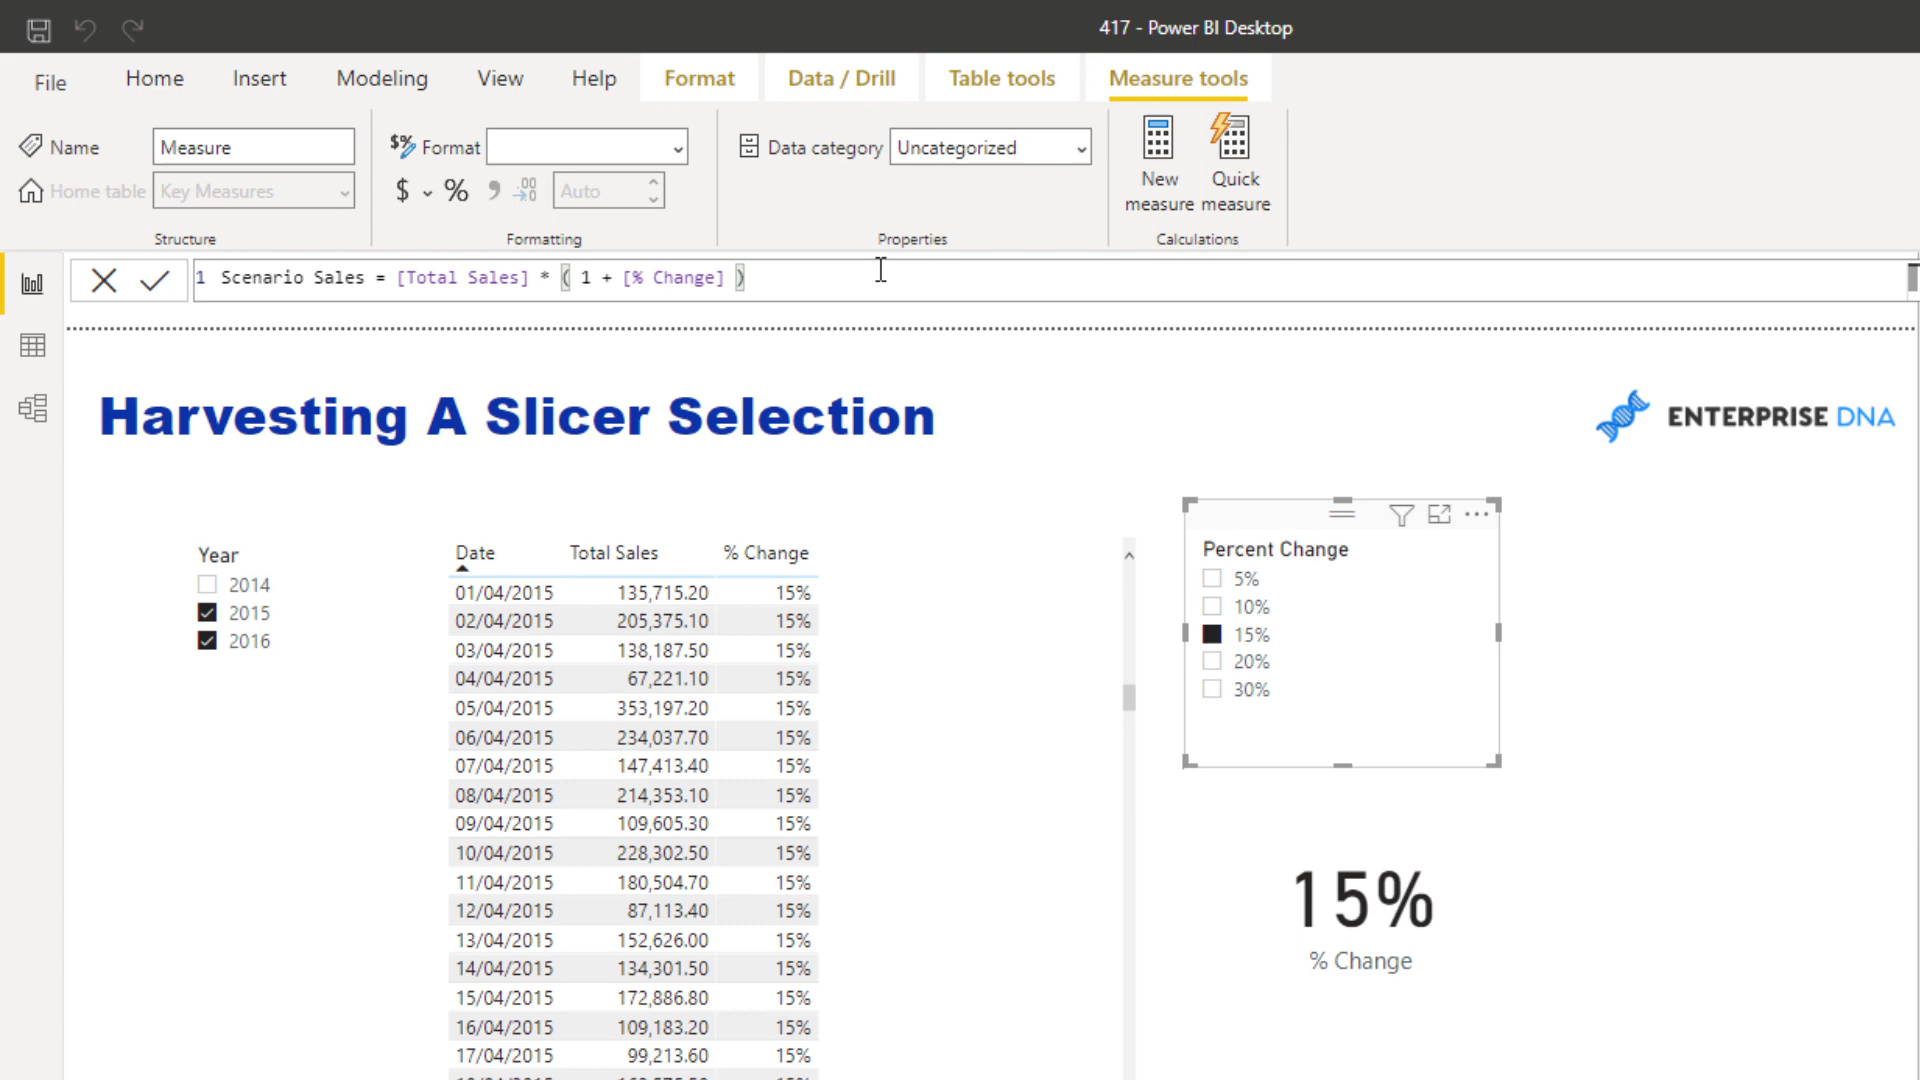 417 - Power BI Desktop
File Home Insert Modeling View Help Format Data / Drill Table tools Measure tools
Name Measure $% Format Data category Uncategorized New measure Quick measure
Home table Key Measures $ % 9 .00 Auto
Structure Formatting Properties Calculations
1 Scenario Sales = [Total Sales] * ( 1 + [% Change] )
Harvesting A Slicer Selection
ENTERPRISE DNA
Year
2014
2015
2016
Date Total Sales % Change
01/04/2015 135,715.20 15%
02/04/2015 205,375.10 15%
03/04/2015 138,187.50 15%
04/04/2015 67,221.10 15%
05/04/2015 353,197.20 15%
06/04/2015 234,037.70 15%
07/04/2015 147,413.40 15%
08/04/2015 214,353.10 15%
09/04/2015 109,605.30 15%
10/04/2015 228,302.50 15%
11/04/2015 180,504.70 15%
12/04/2015 87,113.40 15%
13/04/2015 152,626.00 15%
14/04/2015 134,301.50 15%
15/04/2015 172,886.80 15%
16/04/2015 109,183.20 15%
17/04/2015 99,213.60 15%
Percent Change
5%
10%
15%
20%
30%
15%
% Change